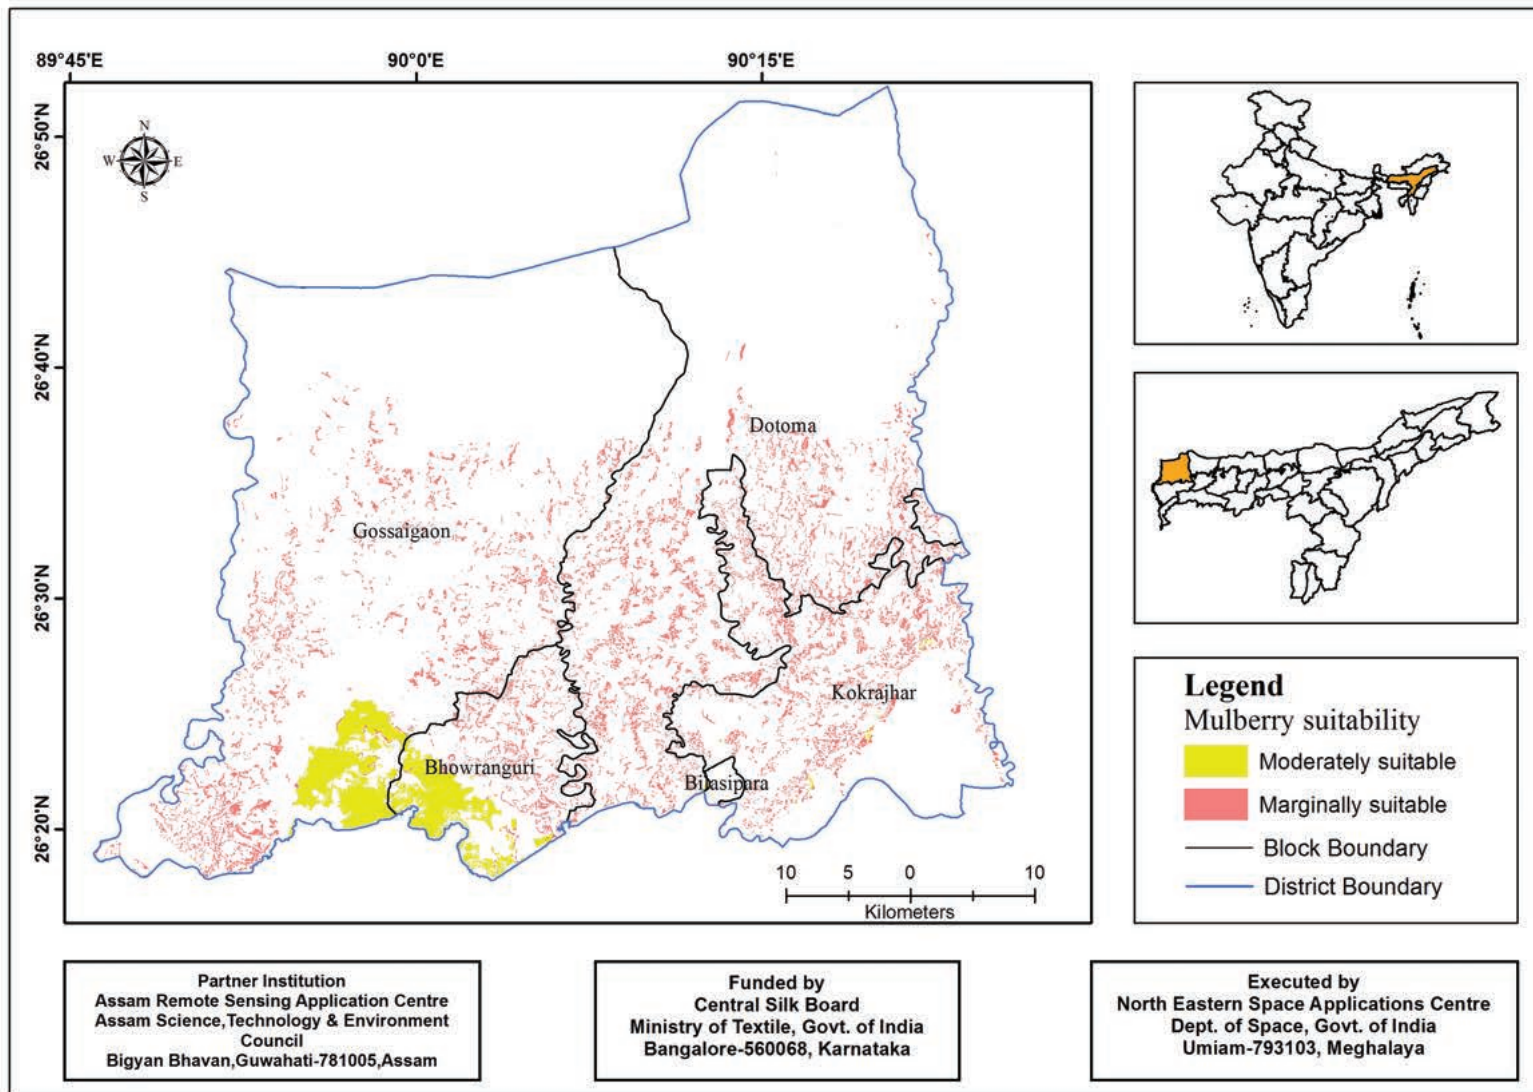 89°45'E
90°0'E
90°15'E
26°50'N
26°40'N
26°30'N
26°20'N
N
W
E
S
Dotoma
Gossaigaon
Kokrajhar
Bhowranguri
Bilasipara
10 5 0 10
Kilometers
Legend
Mulberry suitability
Moderately suitable
Marginally suitable
Block Boundary
District Boundary
Partner Institution
Assam Remote Sensing Application Centre
Assam Science,Technology & Environment
Council
Bigyan Bhavan,Guwahati-781005,Assam
Funded by
Central Silk Board
Ministry of Textile, Govt. of India
Bangalore-560068, Karnataka
Executed by
North Eastern Space Applications Centre
Dept. of Space, Govt. of India
Umiam-793103, Meghalaya